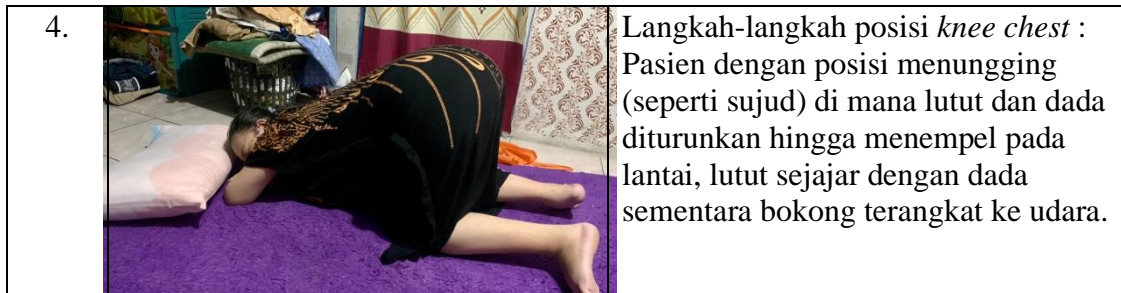 4.
Langkah-langkah posisi knee chest :
Pasien dengan posisi menungging
(seperti sujud) di mana lutut dan dada
diturunkan hingga menempel pada
lantai, lutut sejajar dengan dada
sementara bokong terangkat ke udara.